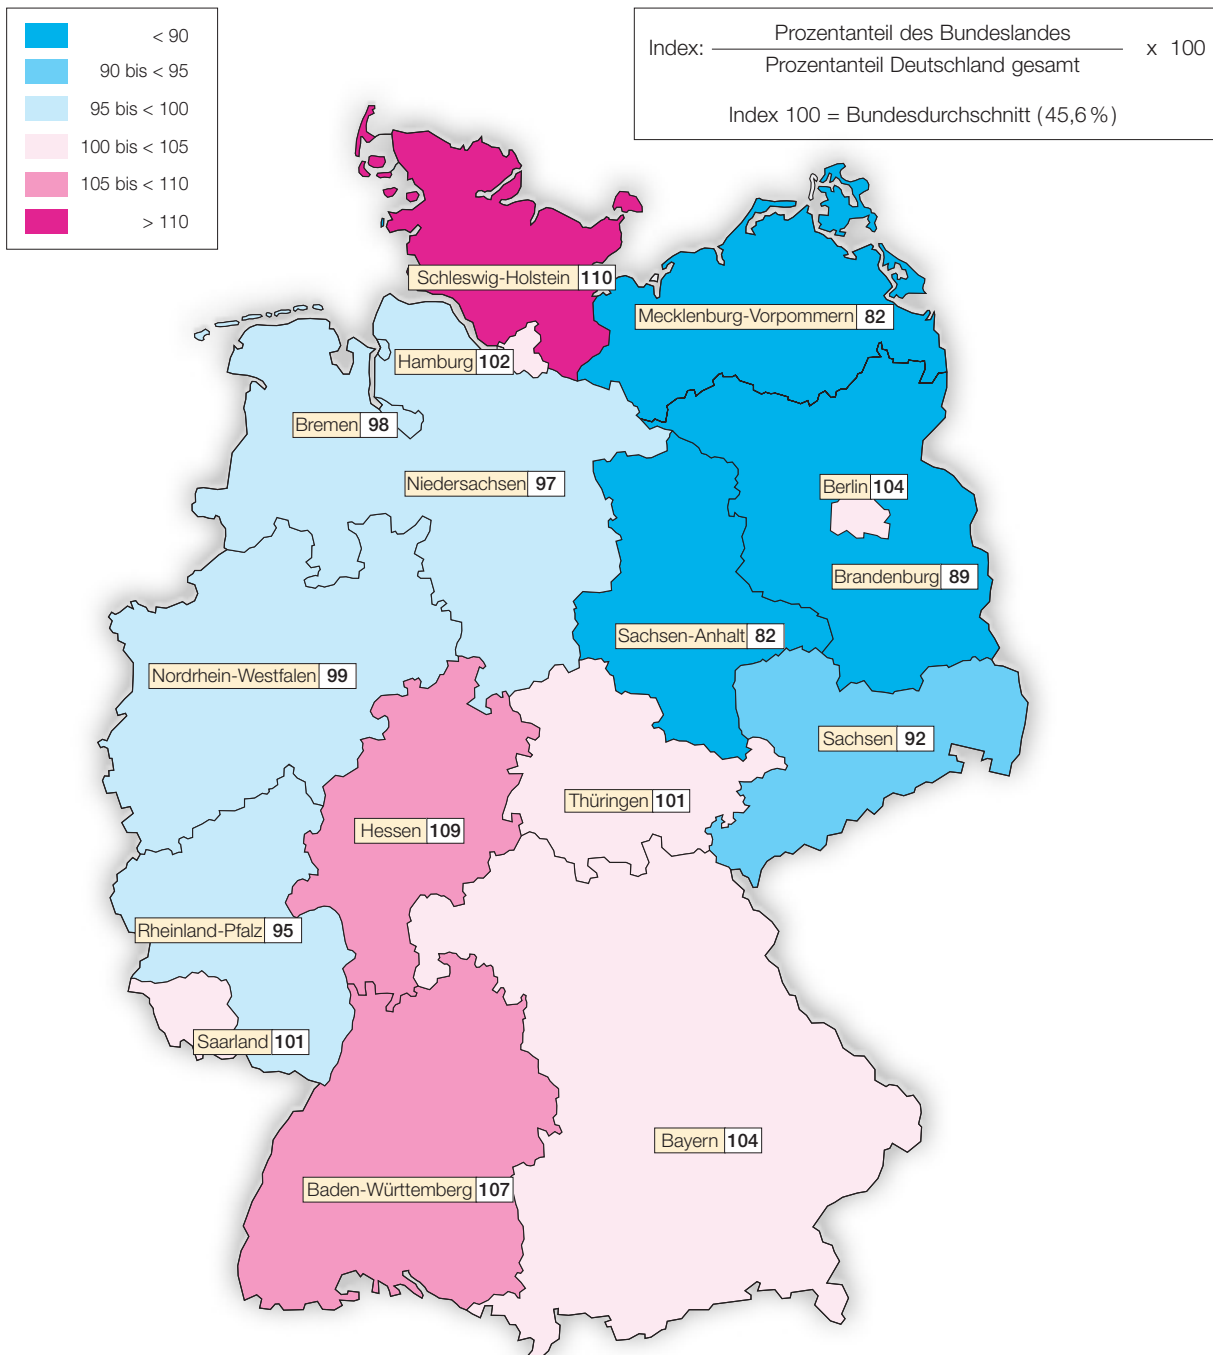 < 90
90 bis < 95
95 bis < 100
100 bis < 105
105 bis < 110
> 110
Index: Prozentanteil des Bundeslandes x 100
Prozentanteil Deutschland gesamt
Index 100 = Bundesdurchschnitt (45,6 %)
Schleswig-Holstein 110
Mecklenburg-Vorpommern 82
Hamburg 102
Bremen 98
Niedersachsen 97
Berlin 104
Brandenburg 89
Sachsen-Anhalt 82
Nordrhein-Westfalen 99
Sachsen 92
Thüringen 101
Hessen 109
Rheinland-Pfalz 95
Saarland 101
Bayern 104
Baden-Württemberg 107